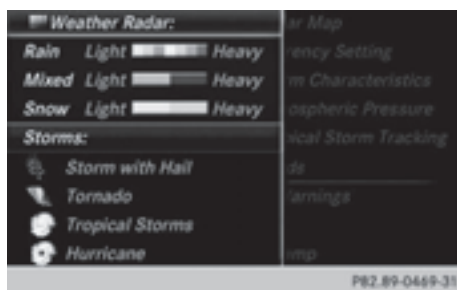 Weather Radar:
Rain Light Heavy
Mixed Light Heavy
Snow Light Heavy
Storms:
Storm with Hail
Tornado
Tropical Storms
Hurricane
ar Map
ency Setting
m Characteristics
ospheric Pressure
ical Storm Tracking
ds
arnings
mp
P82.89-0469-31